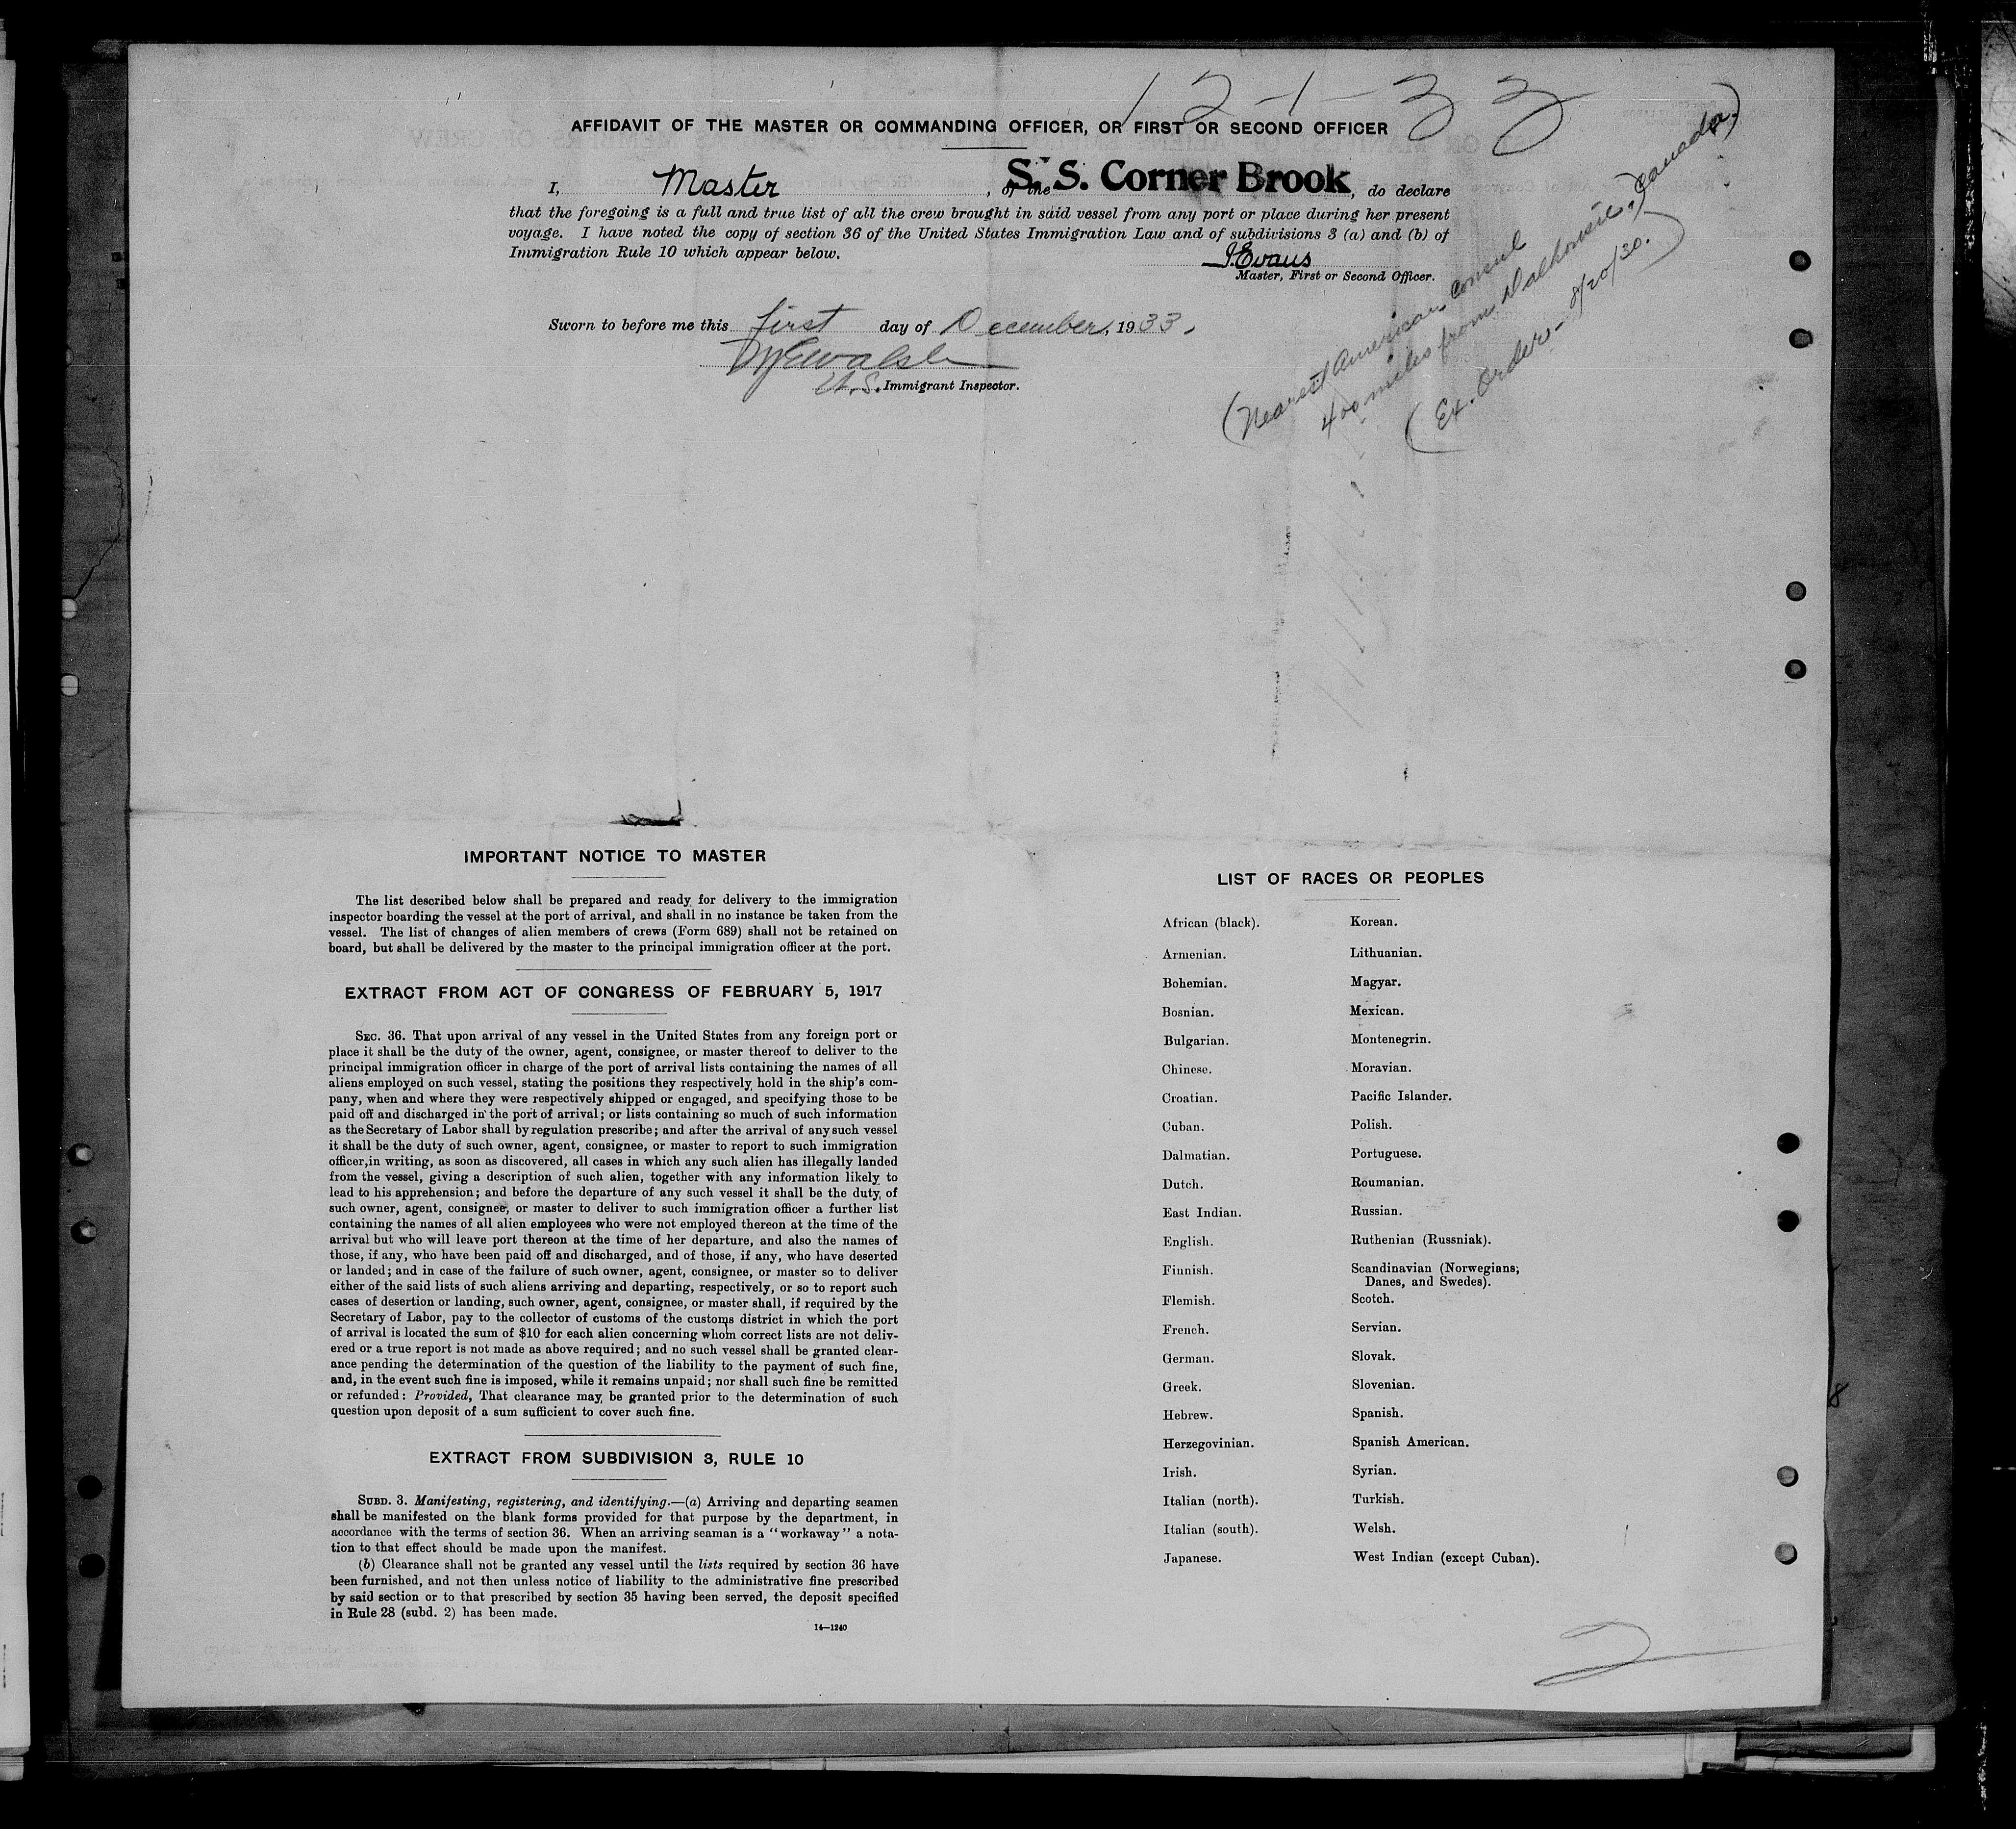 12-1-33
AFFIDAVIT OF THE MASTER OR COMMANDING OFFICER, OR FIRST OR SECOND OFFICER
I, Master, of the S. S. Corner Brook, do declare
that the foregoing is a full and true list of all the crew brought in said vessel from any port or place during her present
voyage. I have noted the copy of section 36 of the United States Immigration Law and of subdivisions 3 (a) and (b) of
Immigration Rule 10 which appear below.
J. Evans
Master, First or Second Officer.
Sworn to before me this first day of December, 1933.
U.S. Immigrant Inspector.
(Nearest American Consul
400 miles from Dalhousie, Canada.)
(Ex. Order - 8/20/30.)
IMPORTANT NOTICE TO MASTER
The list described below shall be prepared and ready for delivery to the immigration
inspector boarding the vessel at the port of arrival, and shall in no instance be taken from the
vessel. The list of changes of alien members of crews (Form 689) shall not be retained on
board, but shall be delivered by the master to the principal immigration officer at the port.
EXTRACT FROM ACT OF CONGRESS OF FEBRUARY 5, 1917
SEC. 36. That upon arrival of any vessel in the United States from any foreign port or
place it shall be the duty of the owner, agent, consignee, or master thereof to deliver to the
principal immigration officer in charge of the port of arrival lists containing the names of all
aliens employed on such vessel, stating the positions they respectively hold in the ship's com-
pany, when and where they were respectively shipped or engaged, and specifying those to be
paid off and discharged in the port of arrival; or lists containing so much of such information
as the Secretary of Labor shall by regulation prescribe; and after the arrival of any such vessel
it shall be the duty of such owner, agent, consignee, or master to report to such immigration
officer, in writing, as soon as discovered, all cases in which any such alien has illegally landed
from the vessel, giving a description of such alien, together with any information likely to
lead to his apprehension; and before the departure of any such vessel it shall be the duty of
such owner, agent, consignee, or master to deliver to such immigration officer a further list
containing the names of all alien employees who were not employed thereon at the time of the
arrival but who will leave port thereon at the time of her departure, and also the names of
those, if any, who have been paid off and discharged, and of those, if any, who have deserted
or landed; and in case of the failure of such owner, agent, consignee, or master so to deliver
either of the said lists of such aliens arriving and departing, respectively, or so to report such
cases of desertion or landing, such owner, agent, consignee, or master shall, if required by the
Secretary of Labor, pay to the collector of customs of the customs district in which the port
of arrival is located the sum of $10 for each alien concerning whom correct lists are not deliv-
ered or a true report is not made as above required; and no such vessel shall be granted clear-
ance pending the determination of the question of the liability to the payment of such fine,
and, in the event such fine is imposed, while it remains unpaid; nor shall such fine be remitted
or refunded: Provided, That clearance may be granted prior to the determination of such
question upon deposit of a sum sufficient to cover such fine.
EXTRACT FROM SUBDIVISION 3, RULE 10
SUBD. 3. Manifesting, registering, and identifying.—(a) Arriving and departing seamen
shall be manifested on the blank forms provided for that purpose by the department, in
accordance with the terms of section 36. When an arriving seaman is a "workaway" a nota-
tion to that effect should be made upon the manifest.
(b) Clearance shall not be granted any vessel until the lists required by section 36 have
been furnished, and not then unless notice of liability to the administrative fine prescribed
by said section or to that prescribed by section 35 having been served, the deposit specified
in Rule 28 (subd. 2) has been made.
14—1240
LIST OF RACES OR PEOPLES
African (black).
Armenian.
Bohemian.
Bosnian.
Bulgarian.
Chinese.
Croatian.
Cuban.
Dalmatian.
Dutch.
East Indian.
English.
Finnish.
Flemish.
French.
German.
Greek.
Hebrew.
Herzegovinian.
Irish.
Italian (north).
Italian (south).
Japanese.
Korean.
Lithuanian.
Magyar.
Mexican.
Montenegrin.
Moravian.
Pacific Islander.
Polish.
Portuguese.
Roumanian.
Russian.
Ruthenian (Russniak).
Scandinavian (Norwegians,
Danes, and Swedes).
Scotch.
Servian.
Slovak.
Slovenian.
Spanish.
Spanish American.
Syrian.
Turkish.
Welsh.
West Indian (except Cuban).
2